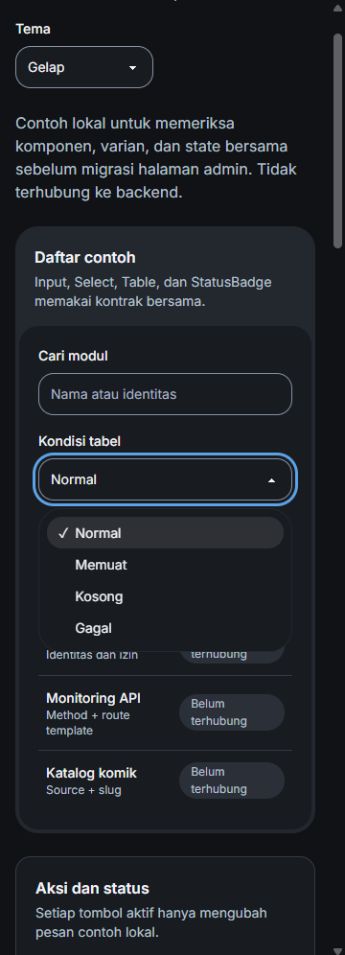 Tema
Gelap
Contoh lokal untuk memeriksa
komponen, varian, dan state bersama
sebelum migrasi halaman admin. Tidak
terhubung ke backend.
Daftar contoh
Input, Select, Table, dan StatusBadge
memakai kontrak bersama.
Cari modul
Nama atau identitas
Kondisi tabel
Normal
✓ Normal
Memuat
Kosong
Gagal
Identitas dan izin
terhubung
Monitoring API
Method + route
template
Belum
terhubung
Katalog komik
Source + slug
Belum
terhubung
Aksi dan status
Setiap tombol aktif hanya mengubah
pesan contoh lokal.